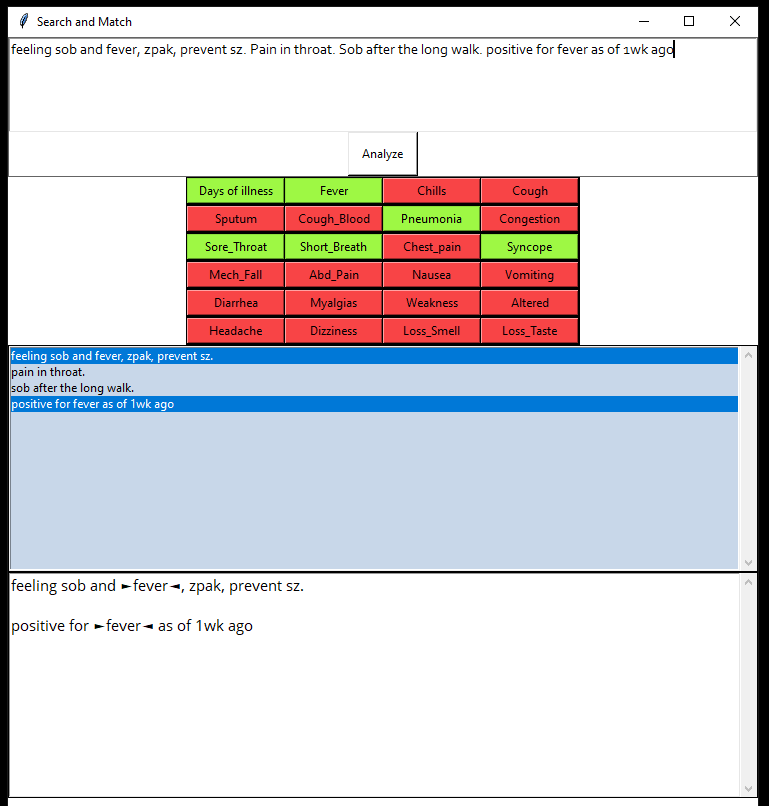 Search and Match
feeling sob and fever, zpak, prevent sz. Pain in throat. Sob after the long walk. positive for fever as of 1wk ago
Analyze
Days of illness Fever Chills Cough
Sputum Cough_Blood Pneumonia Congestion
Sore_Throat Short_Breath Chest_pain Syncope
Mech_Fall Abd_Pain Nausea Vomiting
Diarrhea Myalgias Weakness Altered
Headache Dizziness Loss_Smell Loss_Taste
feeling sob and fever, zpak, prevent sz.
pain in throat.
sob after the long walk.
positive for fever as of 1wk ago
feeling sob and ►fever◄, zpak, prevent sz.
positive for ►fever◄ as of 1wk ago